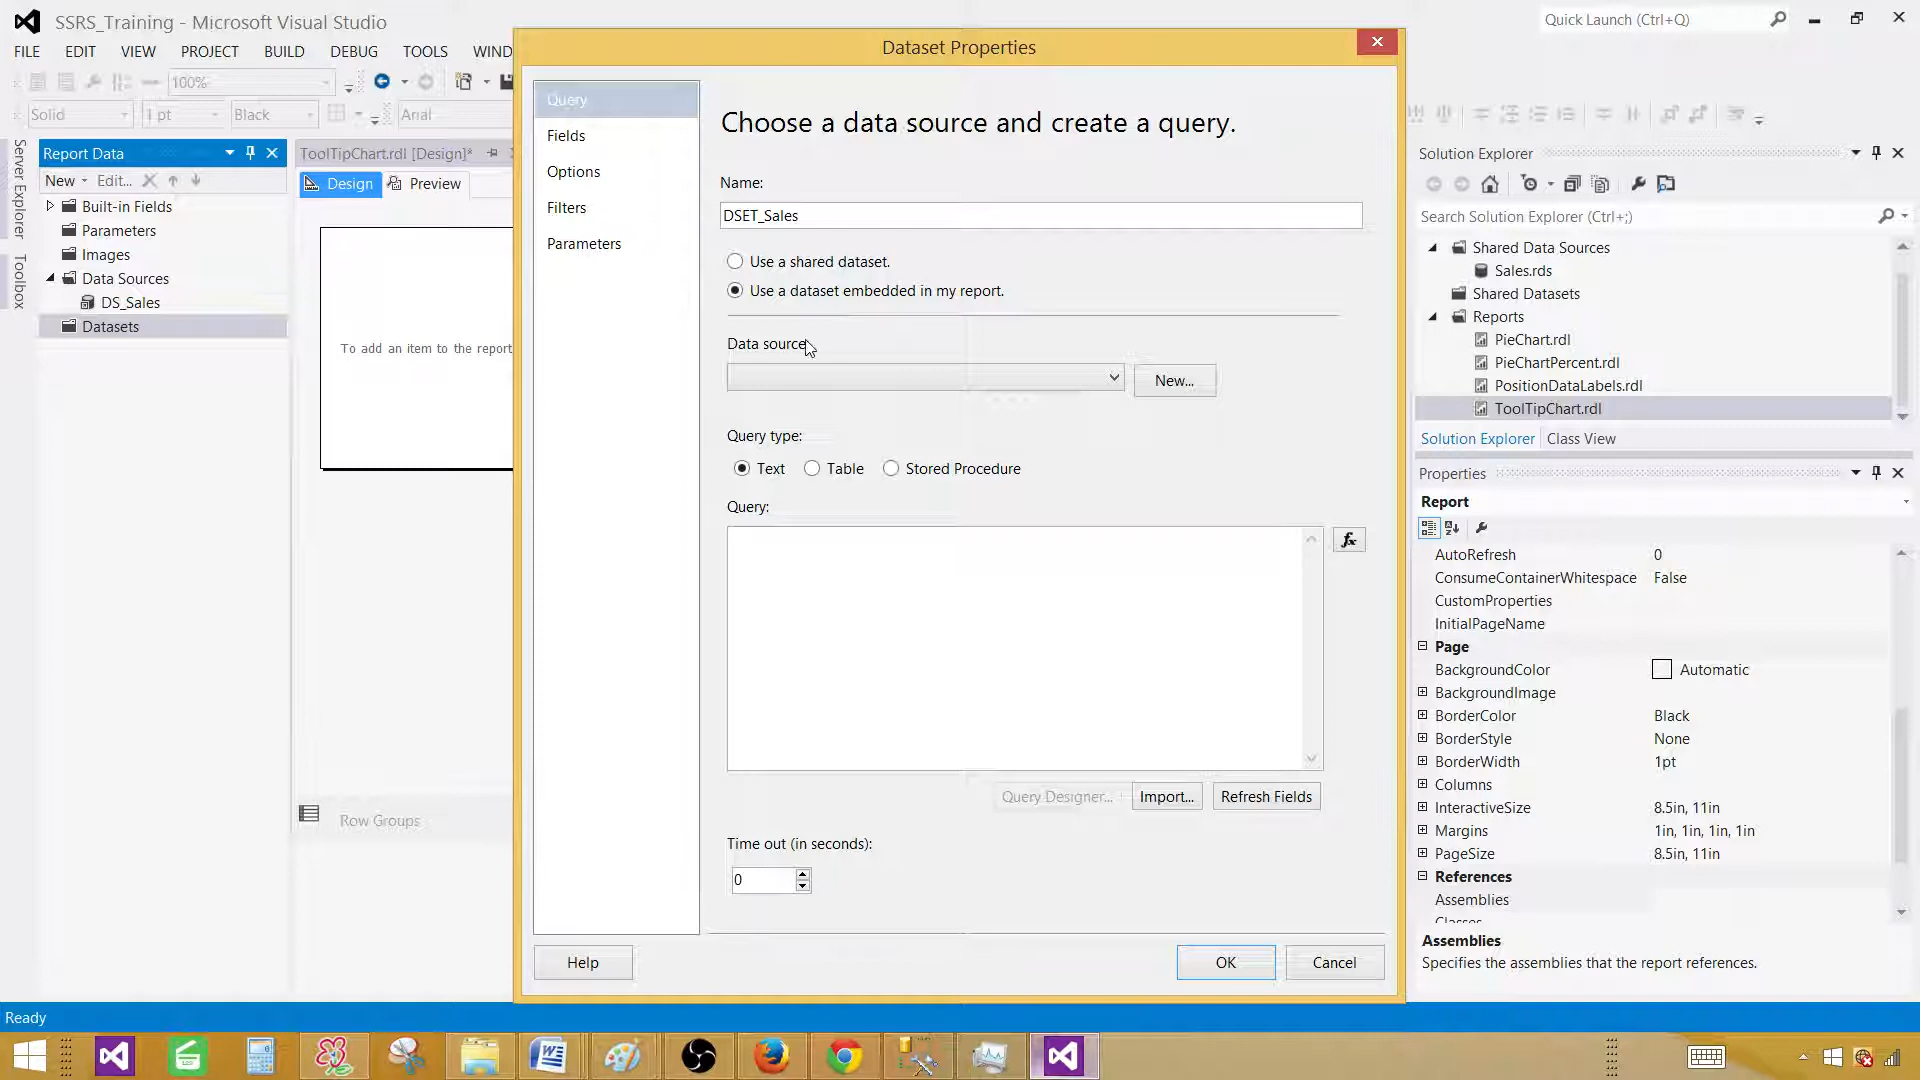 SSRS_Training - Microsoft Visual Studio
Quick Launch (Ctrl+Q)
FILE EDIT VIEW PROJECT BUILD DEBUG TOOLS WIND
100%
Solid 1 pt Black Arial
Server Explorer
Toolbox
Report Data
New Edit...
Built-in Fields
Parameters
Images
Data Sources
DS_Sales
Datasets
ToolTipChart.rdl [Design]*
Design Preview
To add an item to the report
Row Groups
Dataset Properties
Query
Fields
Options
Filters
Parameters
Choose a data source and create a query.
Name:
DSET_Sales
Use a shared dataset.
Use a dataset embedded in my report.
Data source
New...
Query type:
Text Table Stored Procedure
Query:
fx
Query Designer... Import... Refresh Fields
Time out (in seconds):
0
Help OK Cancel
Solution Explorer
Search Solution Explorer (Ctrl+;)
Shared Data Sources
Sales.rds
Shared Datasets
Reports
PieChart.rdl
PieChartPercent.rdl
PositionDataLabels.rdl
ToolTipChart.rdl
Solution Explorer Class View
Properties
Report
AutoRefresh 0
ConsumeContainerWhitespace False
CustomProperties
InitialPageName
Page
BackgroundColor Automatic
BackgroundImage
BorderColor Black
BorderStyle None
BorderWidth 1pt
Columns
InteractiveSize 8.5in, 11in
Margins 1in, 1in, 1in, 1in
PageSize 8.5in, 11in
References
Assemblies
Classes
Assemblies
Specifies the assemblies that the report references.
Ready